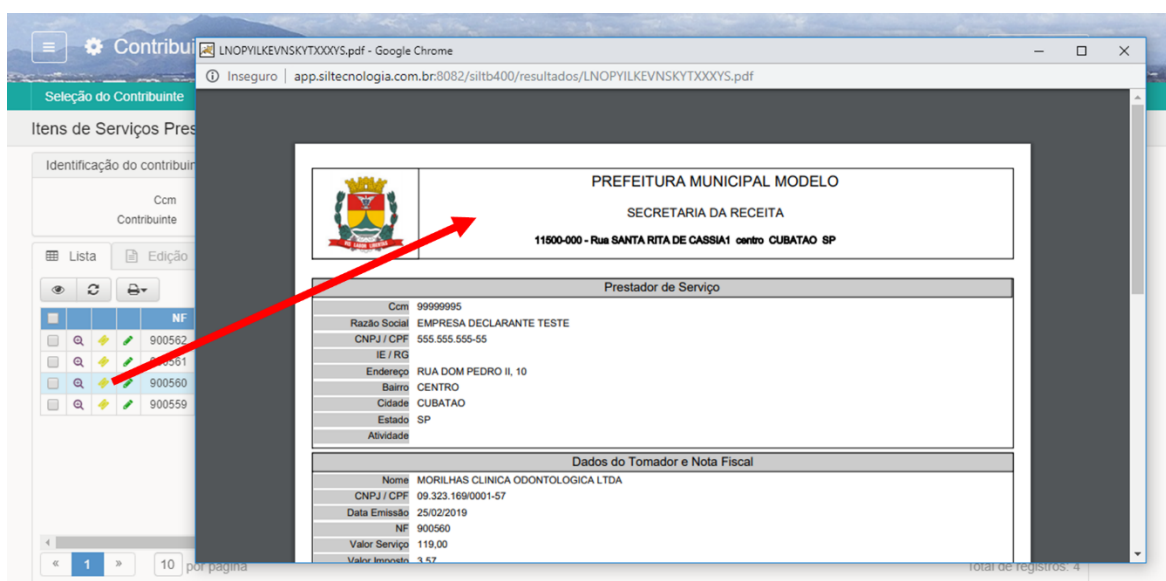 Contribui
LNOPYILKEVNSKYTXXXYS.pdf - Google Chrome
Inseguro | app.siltecnologia.com.br:8082/siltb400/resultados/LNOPYILKEVNSKYTXXXYS.pdf
Seleção do Contribuinte
Itens de Serviços Pres
Identificação do contribuin
Ccm
Contribuinte
Lista
Edição
NF
900562
900561
900560
900559
« 1 » 10 por página
Total de registros: 4
PREFEITURA MUNICIPAL MODELO
SECRETARIA DA RECEITA
11500-000 - Rua SANTA RITA DE CASSIA1 centro CUBATAO SP
Prestador de Serviço
Ccm 99999995
Razão Social EMPRESA DECLARANTE TESTE
CNPJ / CPF 555.555.555-55
IE / RG
Endereço RUA DOM PEDRO II, 10
Bairro CENTRO
Cidade CUBATAO
Estado SP
Atividade
Dados do Tomador e Nota Fiscal
Nome MORILHAS CLINICA ODONTOLOGICA LTDA
CNPJ / CPF 09.323.169/0001-57
Data Emissão 25/02/2019
NF 900560
Valor Serviço 119,00
Valor Imposto 3,57